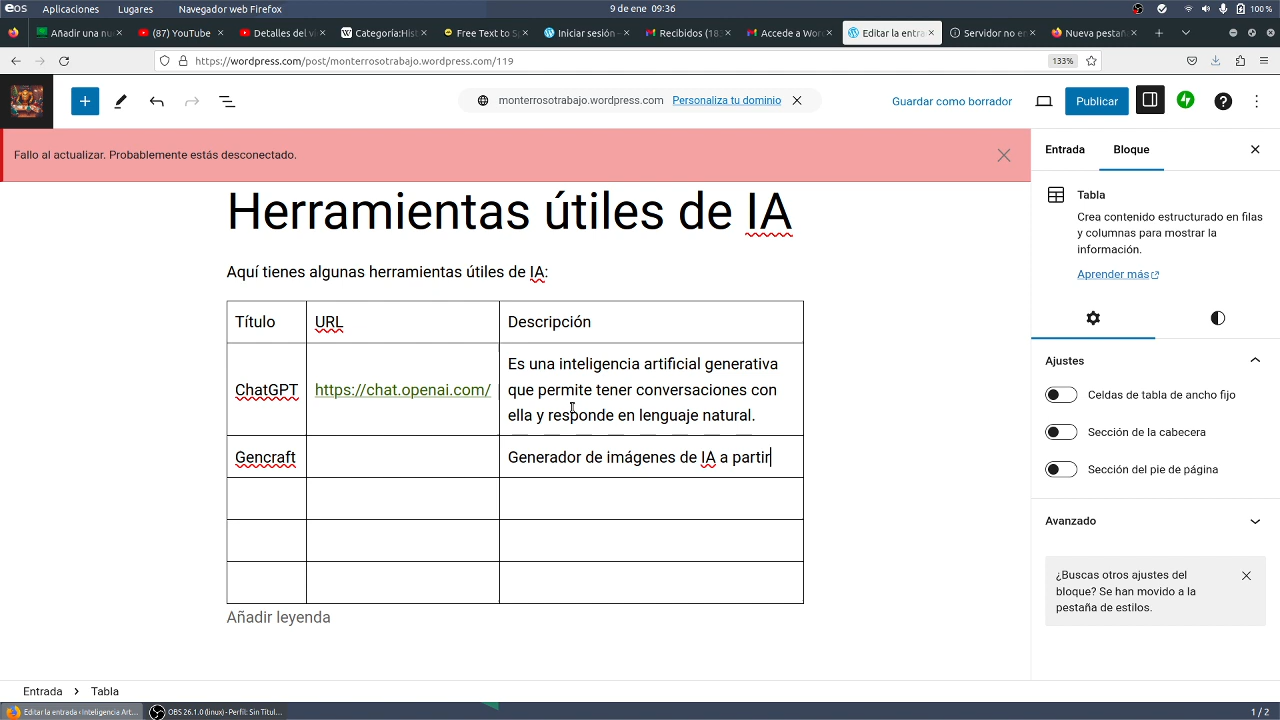 eos Aplicaciones Lugares Navegador web Firefox 9 de ene 09:36 100 %
Añadir una nu (87) YouTube Detalles del v Categoría:Hist Free Text to Sp Iniciar sesión Recibidos (183 Accede a Word Editar la entra Servidor no en Nueva pestañ
https://wordpress.com/post/monterrosotrabajo.wordpress.com/119 133%
monterrosotrabajo.wordpress.com Personaliza tu dominio Guardar como borrador Publicar
Fallo al actualizar. Probablemente estás desconectado.
Herramientas útiles de IA
Aquí tienes algunas herramientas útiles de IA:
Título URL Descripción
ChatGPT https://chat.openai.com/ Es una inteligencia artificial generativa
que permite tener conversaciones con
ella y responde en lenguaje natural.
Gencraft Generador de imágenes de IA a partir
Añadir leyenda
Entrada Bloque
Tabla
Crea contenido estructurado en filas
y columnas para mostrar la
información.
Aprender más
Ajustes
Celdas de tabla de ancho fijo
Sección de la cabecera
Sección del pie de página
Avanzado
¿Buscas otros ajustes del
bloque? Se han movido a la
pestaña de estilos.
Entrada > Tabla
Editar la entrada ‹ Inteligencia Art... OBS 26.1.0 (linux) - Perfil: Sin Títul... 1 / 2